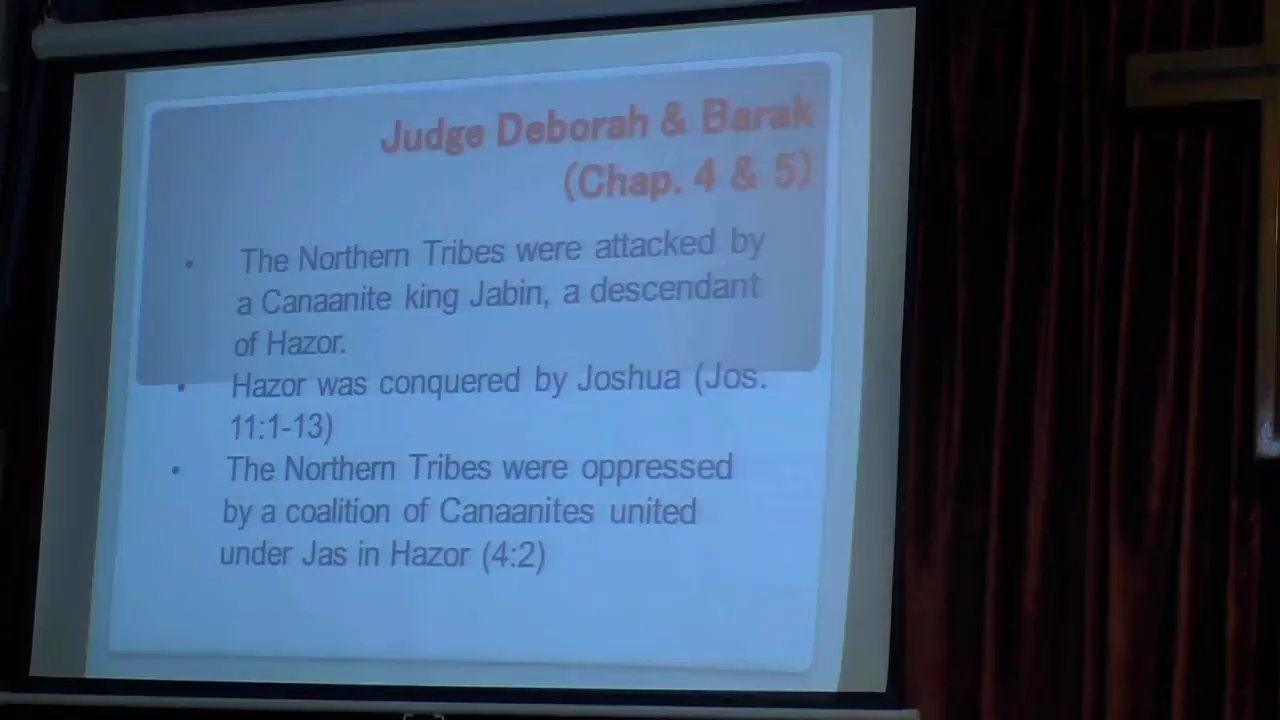 Judge Deborah & Barak
(Chap. 4 & 5)
• The Northern Tribes were attacked by
a Canaanite king Jabin, a descendant
of Hazor.
• Hazor was conquered by Joshua (Jos.
11:1-13)
• The Northern Tribes were oppressed
by a coalition of Canaanites united
under Jas in Hazor (4:2)